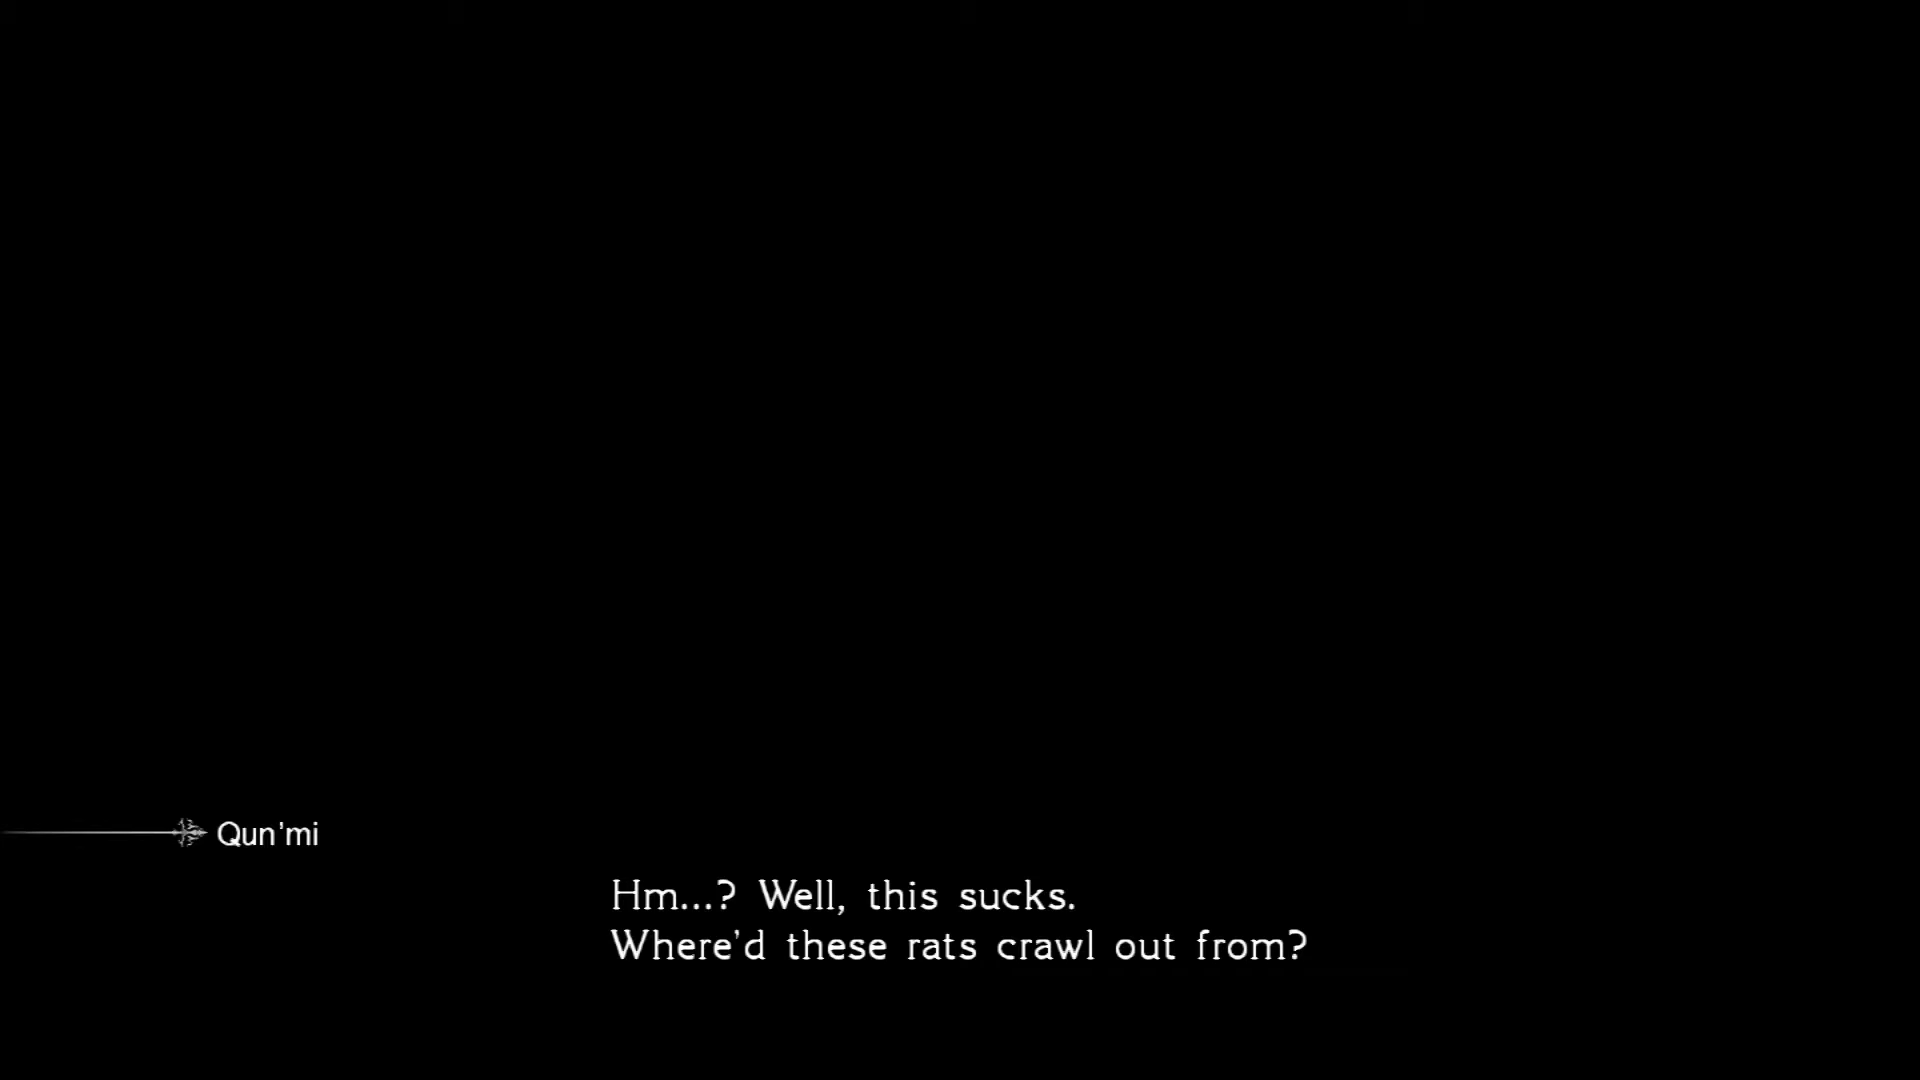 Qun'mi
Hm...? Well, this sucks.
Where'd these rats crawl out from?